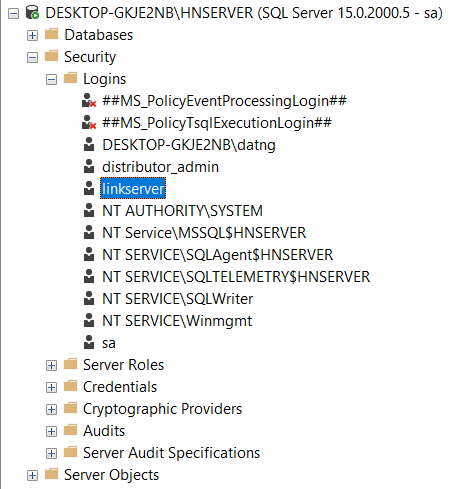 DESKTOP-GKJE2NB\HNSERVER (SQL Server 15.0.2000.5 - sa)
Databases
Security
Logins
##MS_PolicyEventProcessingLogin##
##MS_PolicyTsqlExecutionLogin##
DESKTOP-GKJE2NB\datng
distributor_admin
linkserver
NT AUTHORITY\SYSTEM
NT Service\MSSQL$HNSERVER
NT SERVICE\SQLAgent$HNSERVER
NT SERVICE\SQLTELEMETRY$HNSERVER
NT SERVICE\SQLWriter
NT SERVICE\Winmgmt
sa
Server Roles
Credentials
Cryptographic Providers
Audits
Server Audit Specifications
Server Objects